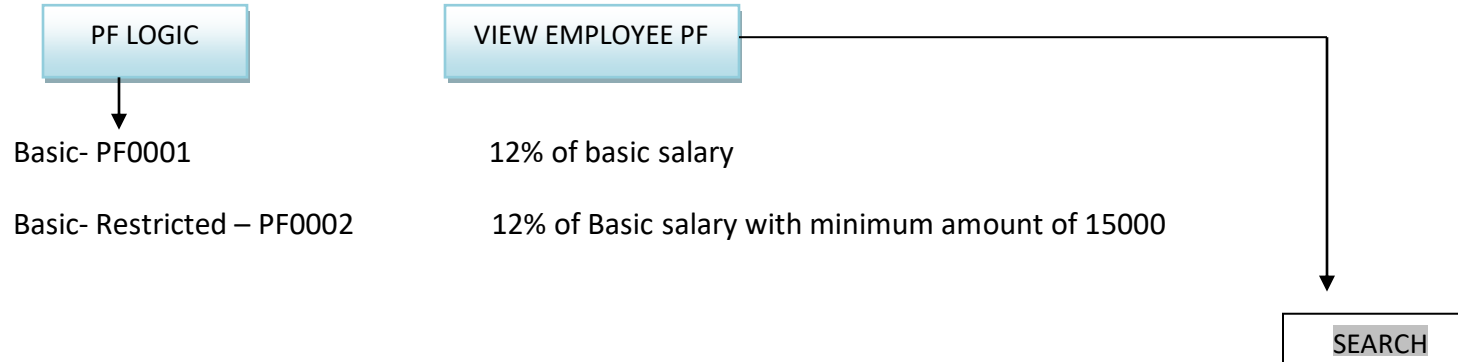 PF LOGIC VIEW EMPLOYEE PF
Basic- PF0001 12% of basic salary
Basic- Restricted – PF0002 12% of Basic salary with minimum amount of 15000
SEARCH